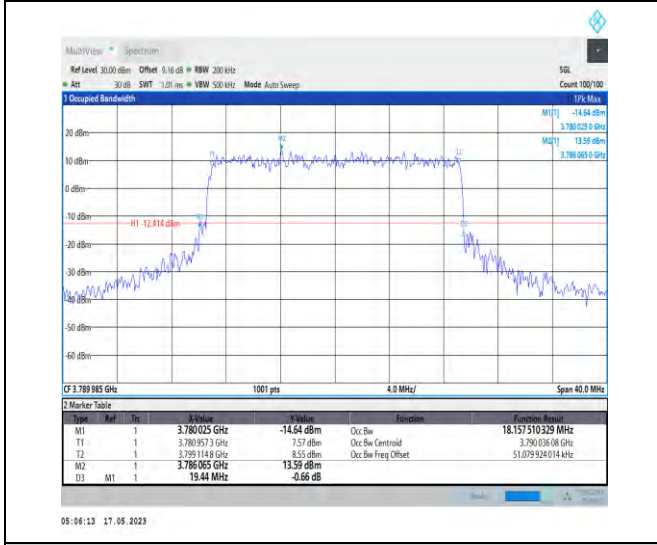 MultiView Spectrum
Ref Level 30.00 dBm Offset 9.16 dB RBW 200 kHz SGL
Att 30 dB SWT 1.01 ms VBW 500 kHz Mode Auto Sweep Count 100/100
1 Occupied Bandwidth 1Pk Max
M1[1] -14.64 dBm
3.780 025 0 GHz
M2[1] 13.59 dBm
3.786 065 0 GHz
20 dBm
M2
10 dBm
T1
T2
0 dBm
-10 dBm
H1 -12.414 dBm
M1
D3
-20 dBm
-30 dBm
-40 dBm
-50 dBm
-60 dBm
CF 3.789 985 GHz 1001 pts 4.0 MHz/ Span 40.0 MHz
2 Marker Table
Type Ref Trc X-Value Y-Value Function Function Result
M1 1 3.780 025 GHz -14.64 dBm Occ Bw 18.157 510 329 MHz
T1 1 3.780 957 3 GHz 7.57 dBm Occ Bw Centroid 3.790 036 08 GHz
T2 1 3.799 114 8 GHz 8.55 dBm Occ Bw Freq Offset 51.079 924 014 kHz
M2 1 3.786 065 GHz 13.59 dBm
D3 M1 1 19.44 MHz -0.66 dB
05:06:13 17.05.2023